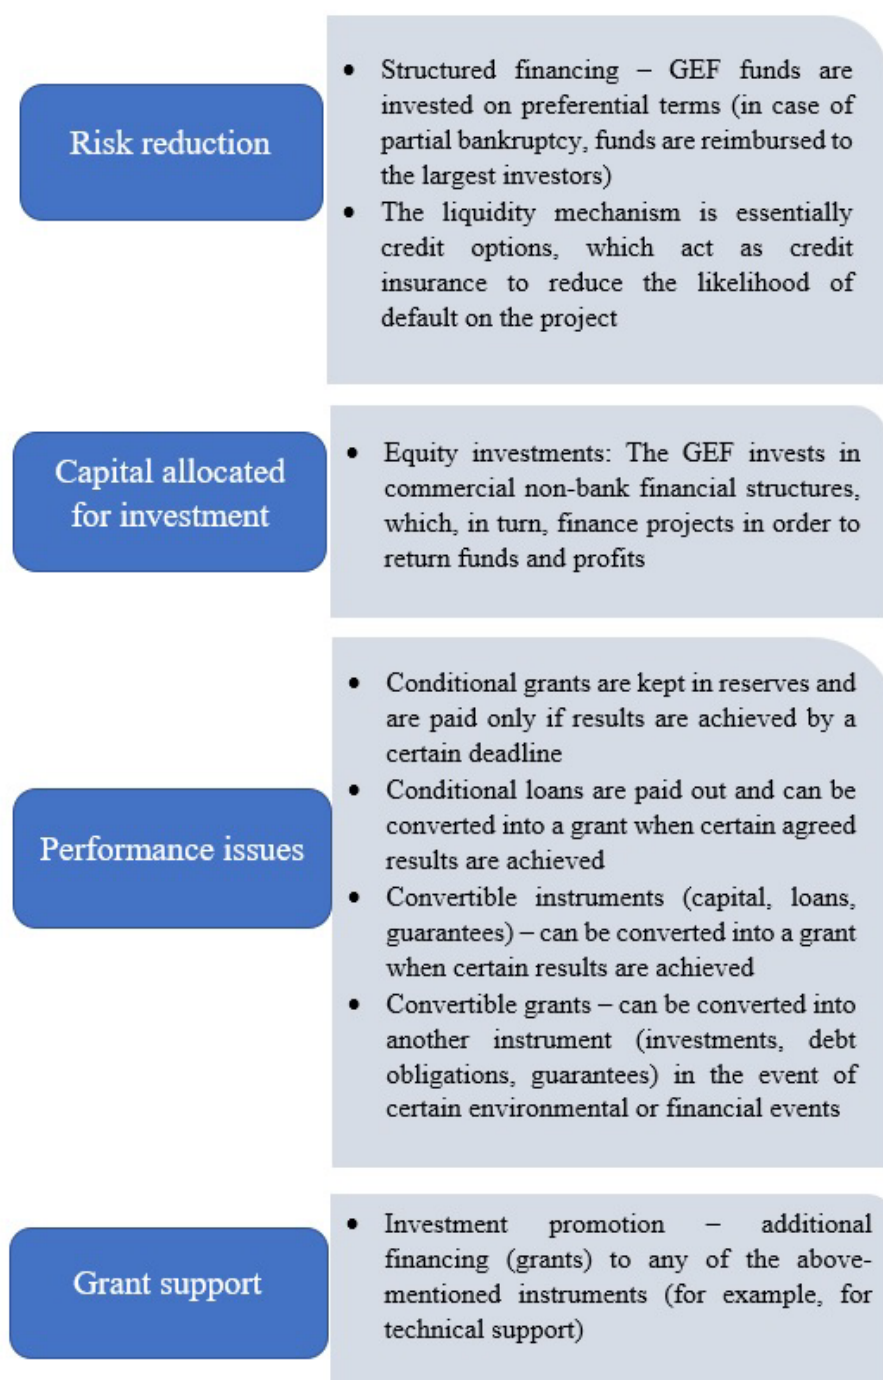 Risk reduction
• Structured financing – GEF funds are
invested on preferential terms (in case of
partial bankruptcy, funds are reimbursed to
the largest investors)
• The liquidity mechanism is essentially
credit options, which act as credit
insurance to reduce the likelihood of
default on the project
Capital allocated
for investment
• Equity investments: The GEF invests in
commercial non-bank financial structures,
which, in turn, finance projects in order to
return funds and profits
Performance issues
• Conditional grants are kept in reserves and
are paid only if results are achieved by a
certain deadline
• Conditional loans are paid out and can be
converted into a grant when certain agreed
results are achieved
• Convertible instruments (capital, loans,
guarantees) – can be converted into a grant
when certain results are achieved
• Convertible grants – can be converted into
another instrument (investments, debt
obligations, guarantees) in the event of
certain environmental or financial events
Grant support
• Investment promotion – additional
financing (grants) to any of the above-
mentioned instruments (for example, for
technical support)